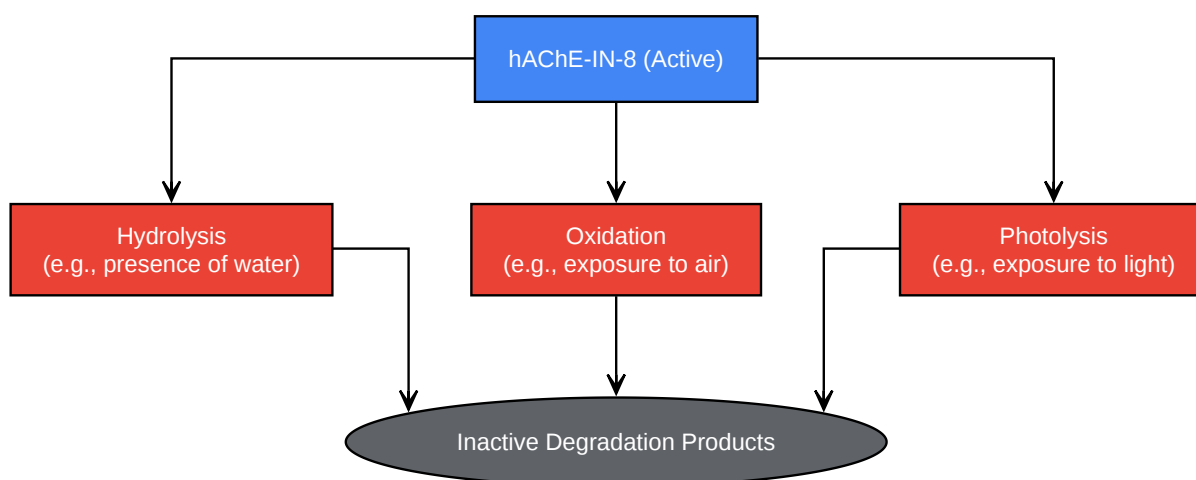 hAChE-IN-8 (Active)
Hydrolysis
(e.g., presence of water)
Oxidation
(e.g., exposure to air)
Photolysis
(e.g., exposure to light)
Inactive Degradation Products